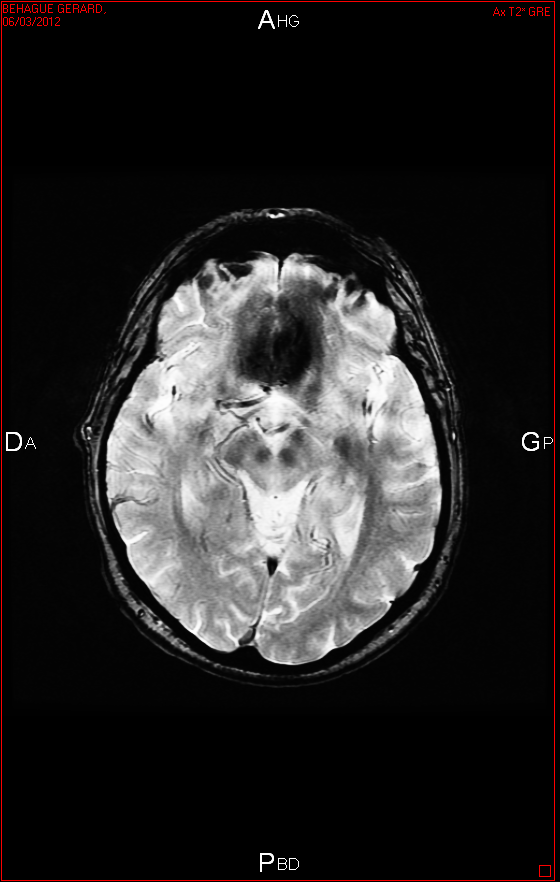 BEHAGUE GERARD.
06/03/2012
AHG
Ax T2* GRE
DA
GP
PBD